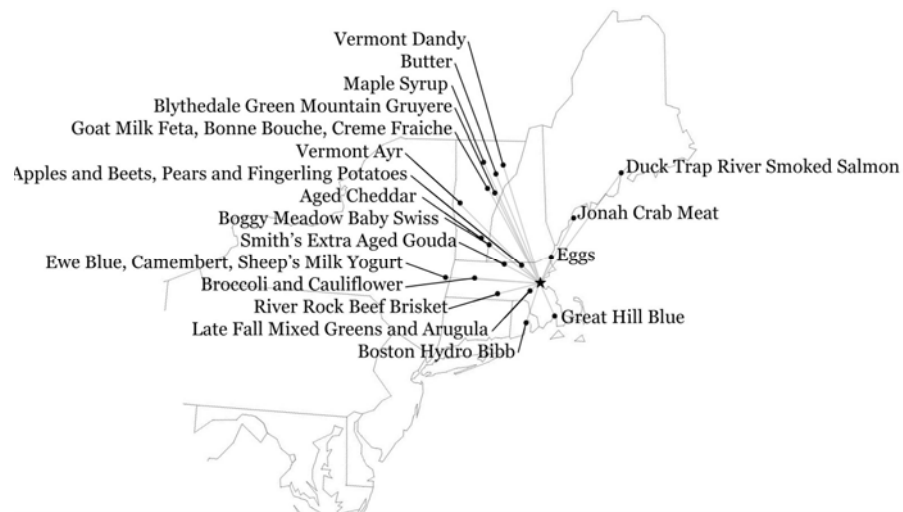 Vermont Dandy
Butter
Maple Syrup
Blythedale Green Mountain Gruyere
Goat Milk Feta, Bonne Bouche, Creme Fraiche
Vermont Ayr
Apples and Beets, Pears and Fingerling Potatoes
Duck Trap River Smoked Salmon
Aged Cheddar
Boggy Meadow Baby Swiss
Jonah Crab Meat
Smith's Extra Aged Gouda
Eggs
Ewe Blue, Camembert, Sheep's Milk Yogurt
Broccoli and Cauliflower
River Rock Beef Brisket
Great Hill Blue
Late Fall Mixed Greens and Arugula
Boston Hydro Bibb